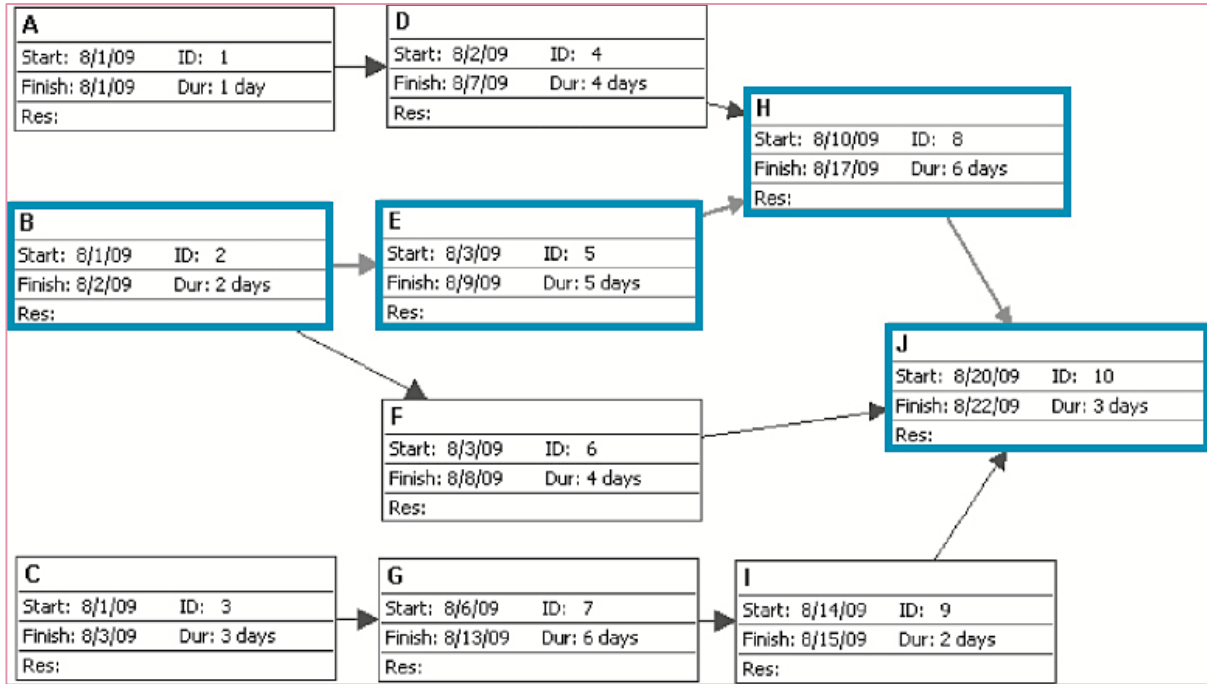 A
Start: 8/1/09 ID: 1
Finish: 8/1/09 Dur: 1 day
Res:
D
Start: 8/2/09 ID: 4
Finish: 8/7/09 Dur: 4 days
Res:
H
Start: 8/10/09 ID: 8
Finish: 8/17/09 Dur: 6 days
Res:
B
Start: 8/1/09 ID: 2
Finish: 8/2/09 Dur: 2 days
Res:
E
Start: 8/3/09 ID: 5
Finish: 8/9/09 Dur: 5 days
Res:
J
Start: 8/20/09 ID: 10
Finish: 8/22/09 Dur: 3 days
Res:
F
Start: 8/3/09 ID: 6
Finish: 8/8/09 Dur: 4 days
Res:
C
Start: 8/1/09 ID: 3
Finish: 8/3/09 Dur: 3 days
Res:
G
Start: 8/6/09 ID: 7
Finish: 8/13/09 Dur: 6 days
Res:
I
Start: 8/14/09 ID: 9
Finish: 8/15/09 Dur: 2 days
Res: